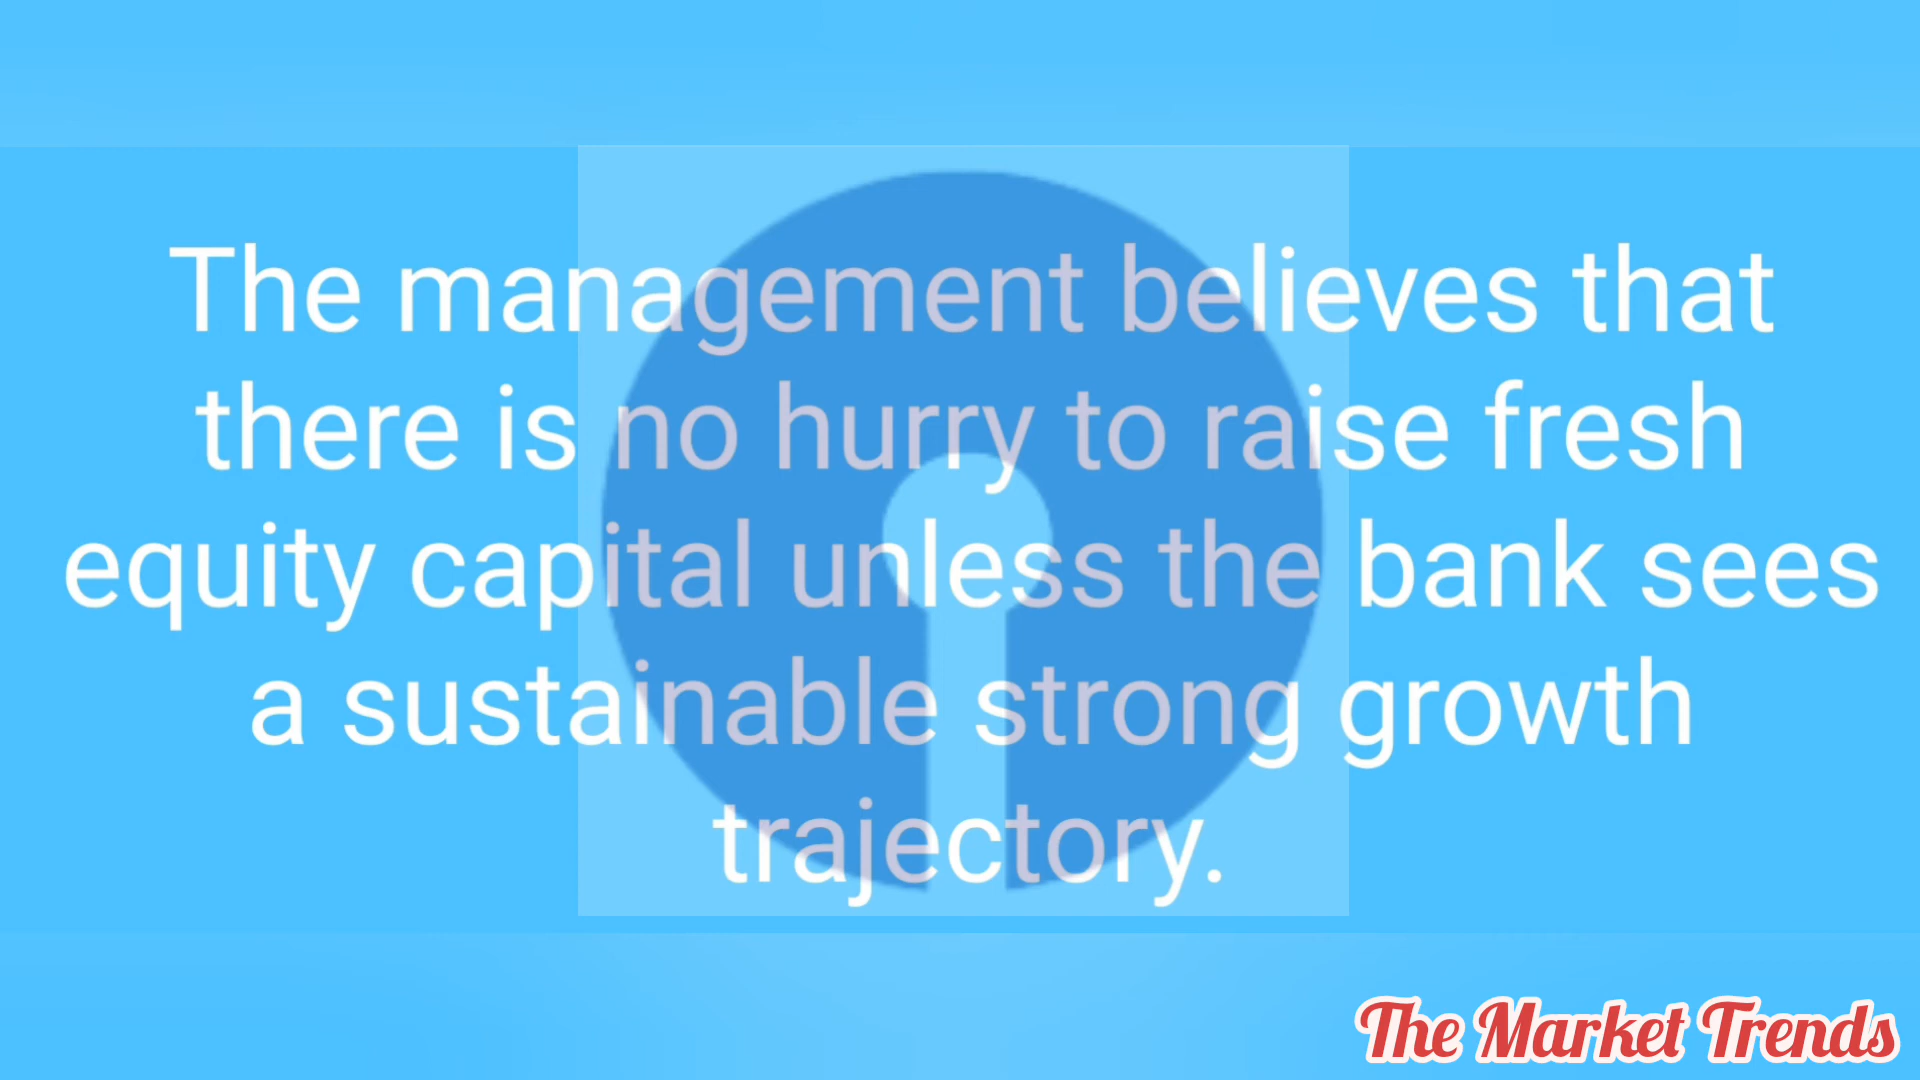 The management believes that
there is no hurry to raise fresh
equity capital unless the bank sees
a sustainable strong growth
trajectory.
The Market Trends